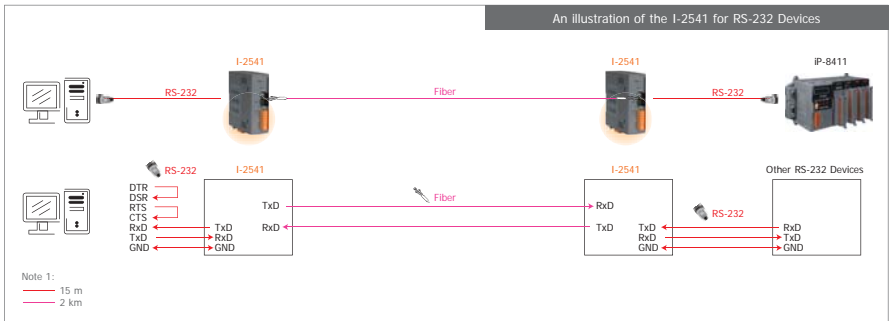 An illustration of the I-2541 for RS-232 Devices
I-2541
I-2541
iP-8411
RS-232
Fiber
RS-232
RS-232
I-2541
I-2541
Other RS-232 Devices
DTR
DSR
RTS
CTS
RxD
TxD
GND
TxD
RxD
GND
TxD
RxD
Fiber
RxD
TxD
TxD
RxD
GND
RS-232
RxD
TxD
GND
Note 1:
15 m
2 km